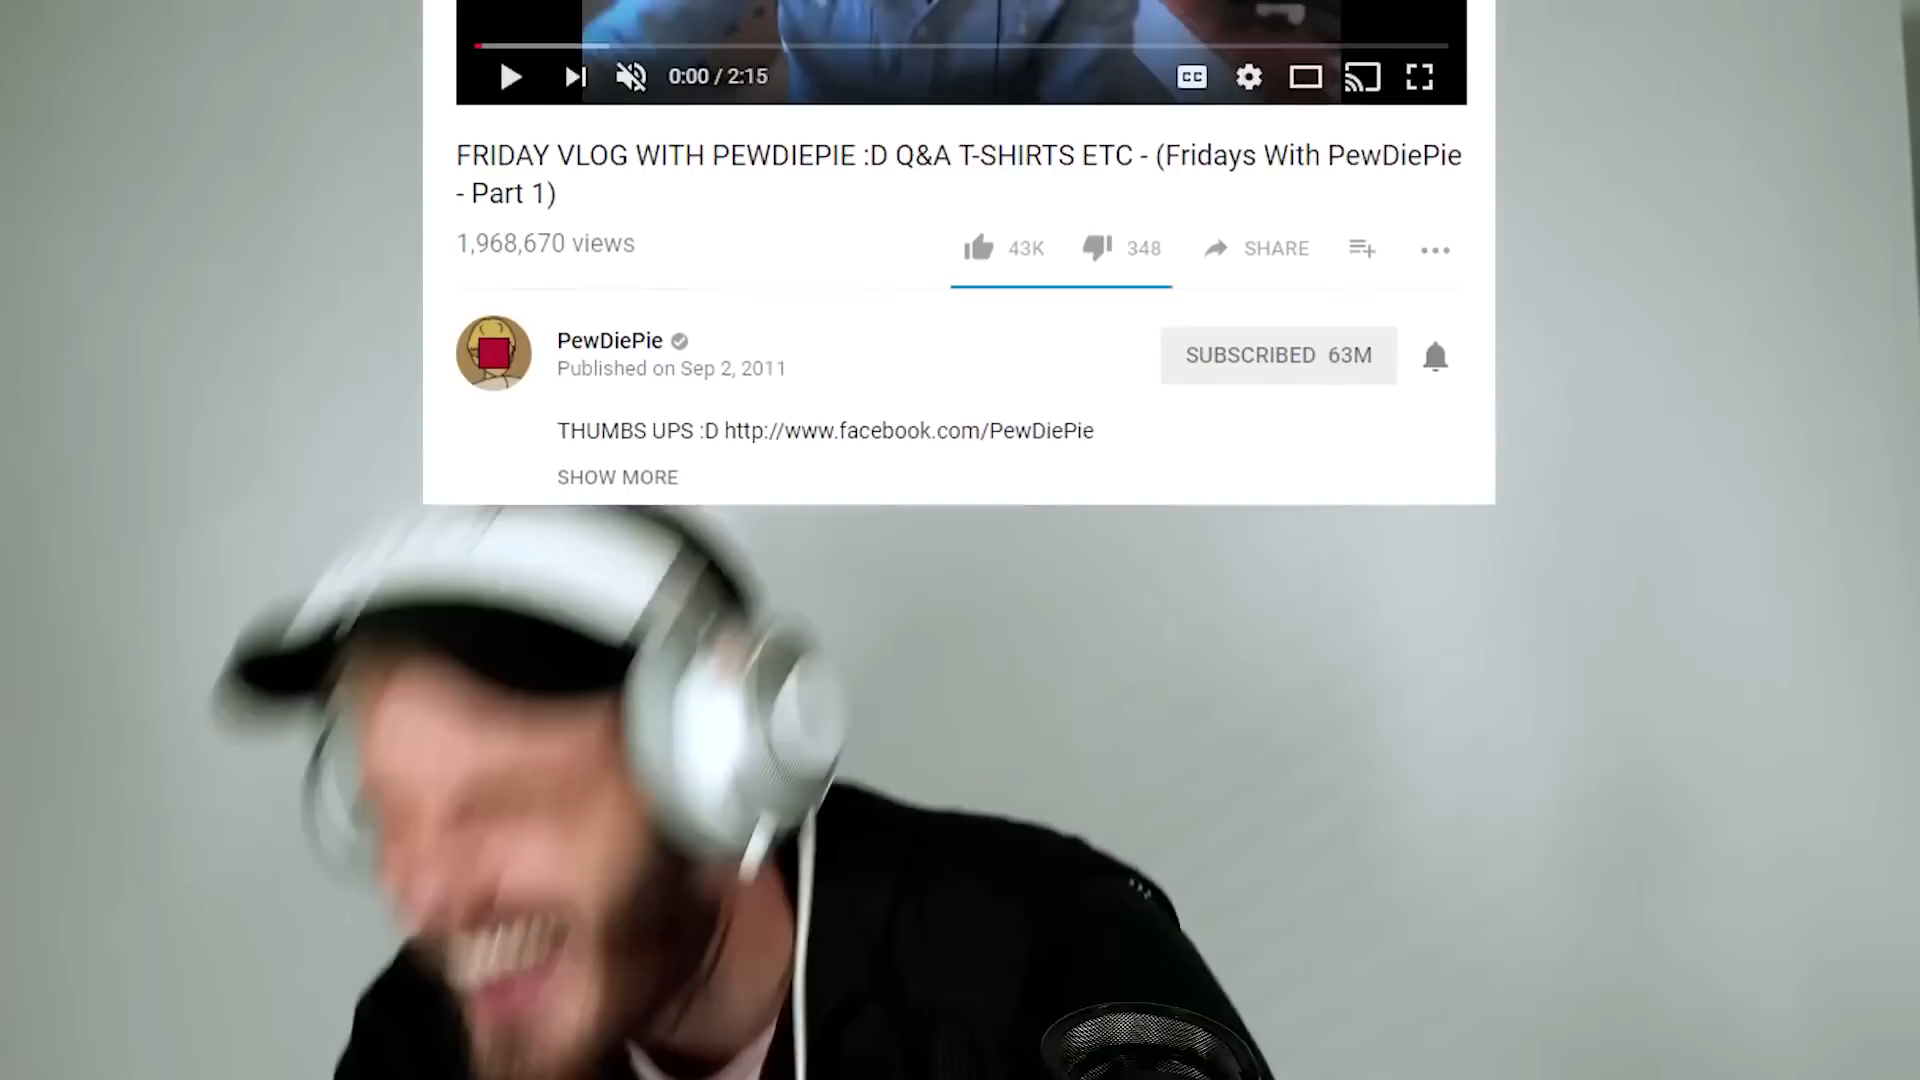 0:00 / 2:15
CC
FRIDAY VLOG WITH PEWDIEPIE :D Q&A T-SHIRTS ETC - (Fridays With PewDiePie
- Part 1)
1,968,670 views
43K
348
SHARE
PewDiePie
Published on Sep 2, 2011
SUBSCRIBED 63M
THUMBS UPS :D http://www.facebook.com/PewDiePie
SHOW MORE